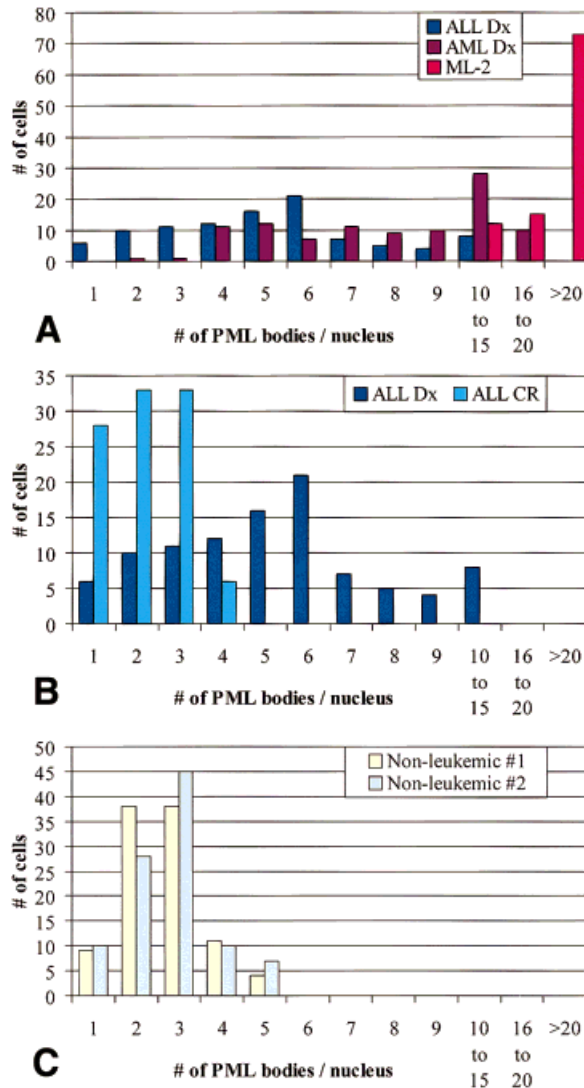 80
70
60
50
40
30
20
10
0
# of cells
ALL Dx
AML Dx
ML-2
1 2 3 4 5 6 7 8 9 10 to 15 16 to 20 >20
# of PML bodies / nucleus
A
35
30
25
20
15
10
5
0
# of cells
ALL Dx ALL CR
1 2 3 4 5 6 7 8 9 10 to 15 16 to 20 >20
# of PML bodies / nucleus
B
50
45
40
35
30
25
20
15
10
5
0
# of cells
Non-leukemic #1
Non-leukemic #2
1 2 3 4 5 6 7 8 9 10 to 15 16 to 20 >20
# of PML bodies / nucleus
C